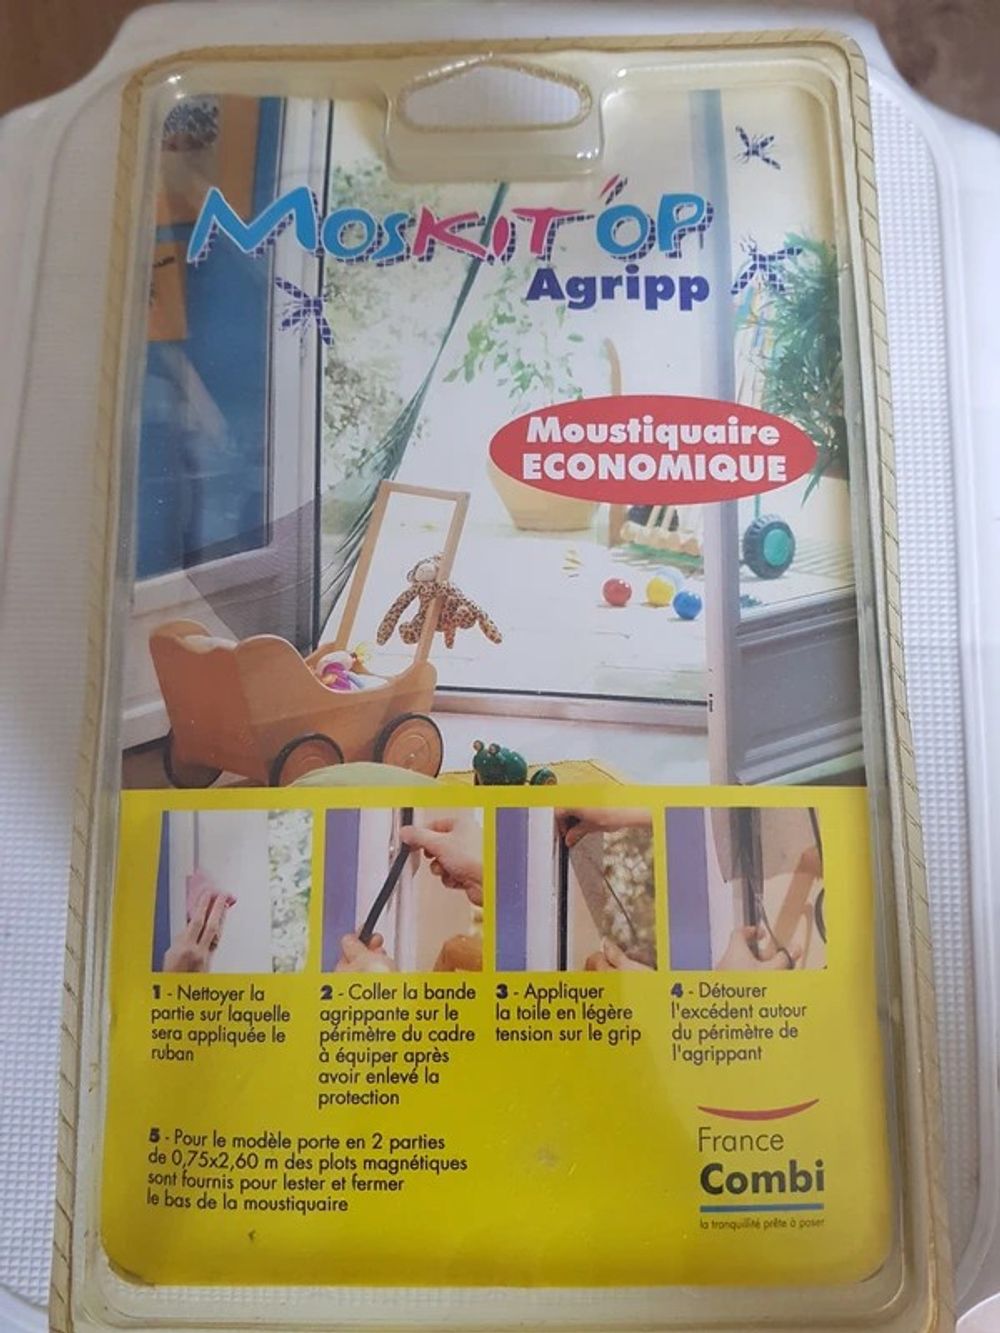 MOSKIT'OP
Agripp
Moustiquaire
ECONOMIQUE
1 - Nettoyer la
partie sur laquelle
sera appliquée le
ruban
2 - Coller la bande
agrippante sur le
périmètre du cadre
à équiper après
avoir enlevé la
protection
3 - Appliquer
la toile en légère
tension sur le grip
4 - Détourer
l'excédent autour
du périmètre de
l'agrippant
5 - Pour le modèle porte en 2 parties
de 0,75x2,60 m des plots magnétiques
sont fournis pour lester et fermer
le bas de la moustiquaire
France
Combi
la tranquillité prête à poser